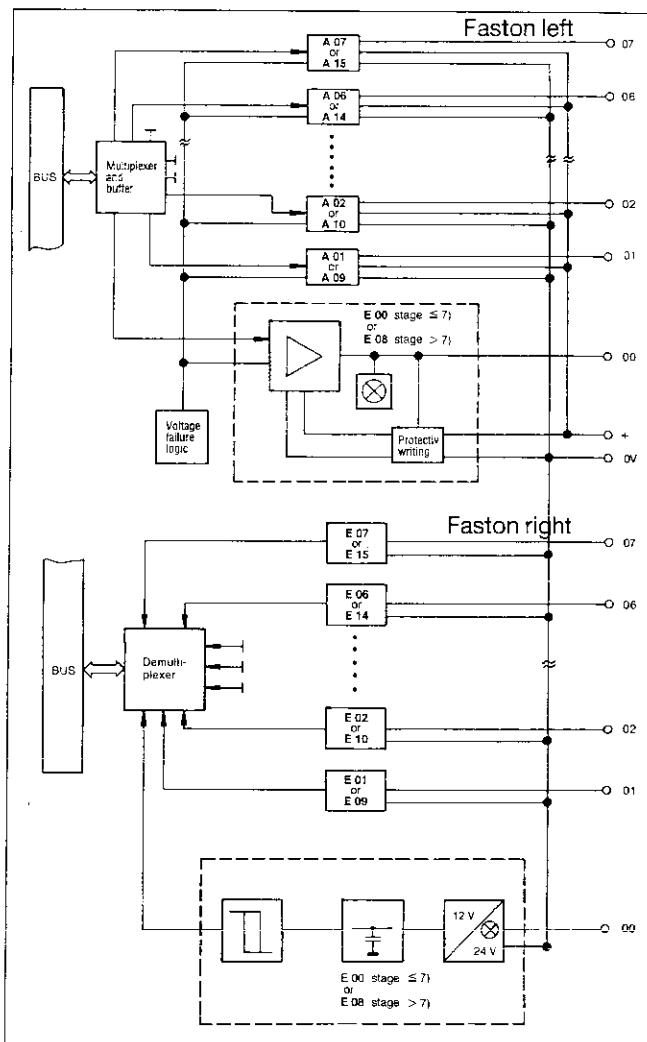 Faston left
A 07
or
A 15
07
A 06
or
A 14
06
BUS
Multiplexer
and
buffer
A 02
or
A 10
02
A 01
or
A 09
01
E 00 stage ≤ 7)
or
E 08 stage > 7)
00
Voltage
failure
logic
Protectiv
writing
+
0V
Faston right
E 07
or
E 15
07
E 06
or
E 14
06
BUS
Demulti-
plexer
E 02
or
E 10
02
E 01
or
E 09
01
12 V
24 V
00
E 00 stage ≤ 7)
or
E 08 stage > 7)